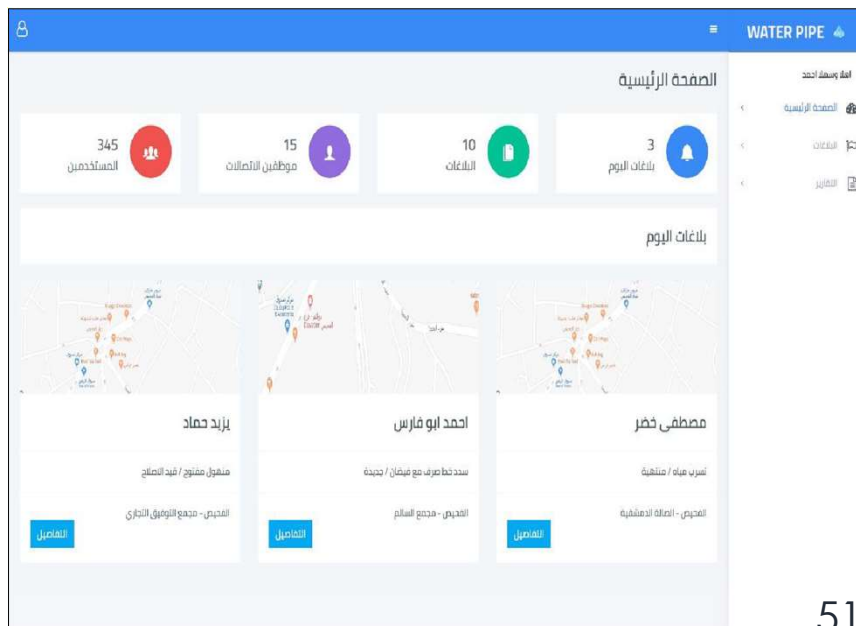 WATER PIPE
اهلا وسهلا احمد
الصفحة الرئيسية
البلاغات
التقارير
الصفحة الرئيسية
3
بلاغات اليوم
10
البلاغات
15
موظفين الاتصالات
345
المستخدمين
بلاغات اليوم
مصطفى خضر
تسرب مياه / منتهية
الفحيص - الصالة الدمشقية
التفاصيل
احمد ابو فارس
سدد خط صرف مع فيضان / جديدة
الفحيص - مجمع السالم
التفاصيل
يزيد حماد
منهول مفتوح / قيد الاصلاح
الفحيص - مجمع التوفيق التجاري
التفاصيل
51